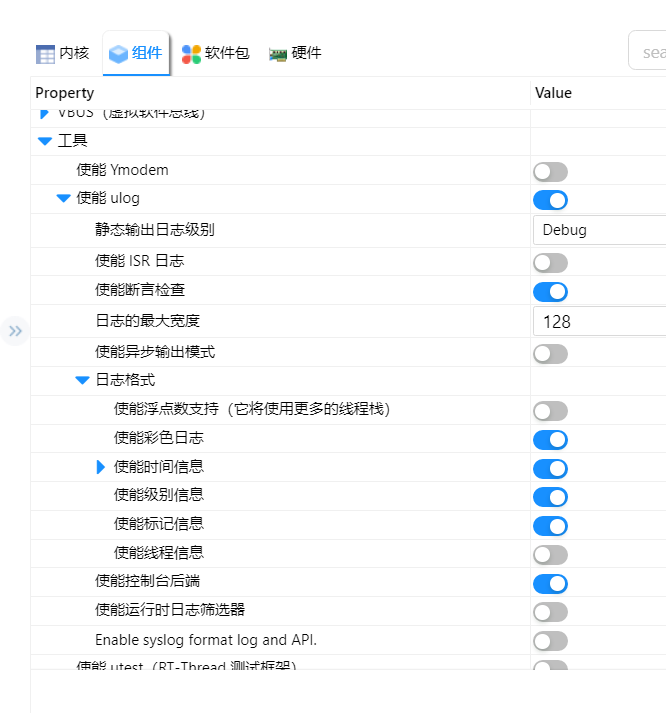 内核 组件 软件包 硬件 sea
Property Value
VBUS（虚拟软件总线）
工具
使能 Ymodem
使能 ulog
静态输出日志级别 Debug
使能 ISR 日志
使能断言检查
日志的最大宽度 128
使能异步输出模式
日志格式
使能浮点数支持（它将使用更多的线程栈）
使能彩色日志
使能时间信息
使能级别信息
使能标记信息
使能线程信息
使能控制台后端
使能运行时日志筛选器
Enable syslog format log and API.
使能 utest（RT-Thread 测试框架）